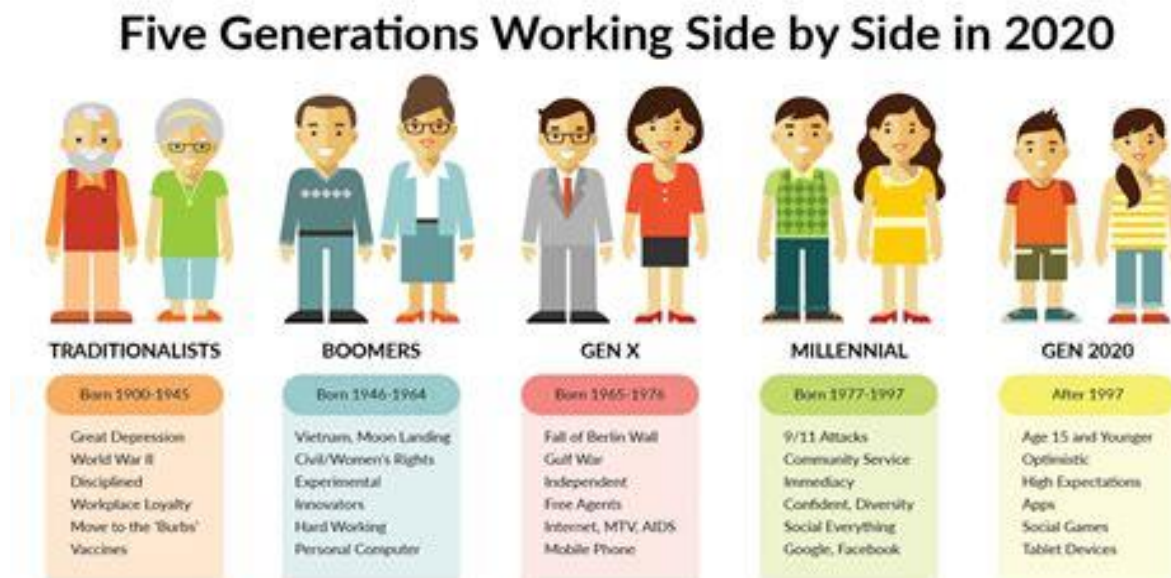 Five Generations Working Side by Side in 2020
TRADITIONALISTS
Born 1900-1945
Great Depression
World War II
Disciplined
Workplace Loyalty
Move to the 'Burbs'
Vaccines
BOOMERS
Born 1946-1964
Vietnam, Moon Landing
Civil/Women's Rights
Experimental
Innovators
Hard Working
Personal Computer
GEN X
Born 1965-1976
Fall of Berlin Wall
Gulf War
Independent
Free Agents
Internet, MTV, AIDS
Mobile Phone
MILLENNIAL
Born 1977-1997
9/11 Attacks
Community Service
Immediacy
Confident, Diversity
Social Everything
Google, Facebook
GEN 2020
After 1997
Age 15 and Younger
Optimistic
High Expectations
Apps
Social Games
Tablet Devices